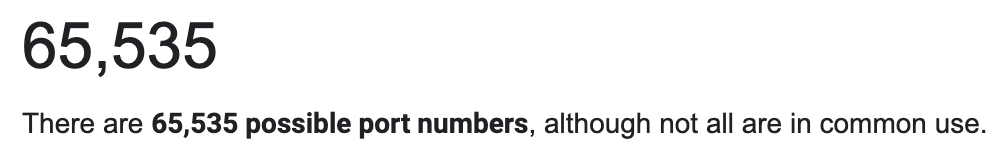 65,535
There are 65,535 possible port numbers, although not all are in common use.